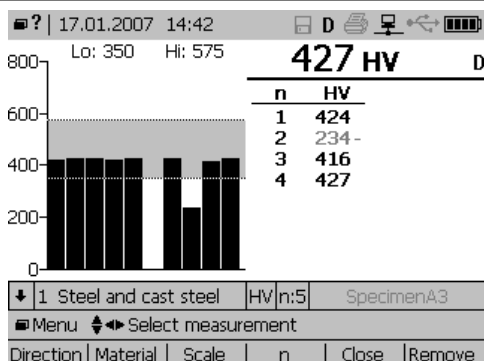 ? 17.01.2007 14:42 D
Lo: 350 Hi: 575
427 HV D
800
600
400
200
0
n HV
1 424
2 234-
3 416
4 427
1 Steel and cast steel HV n:5 SpecimenA3
Menu Select measurement
Direction Material Scale n Close Remove